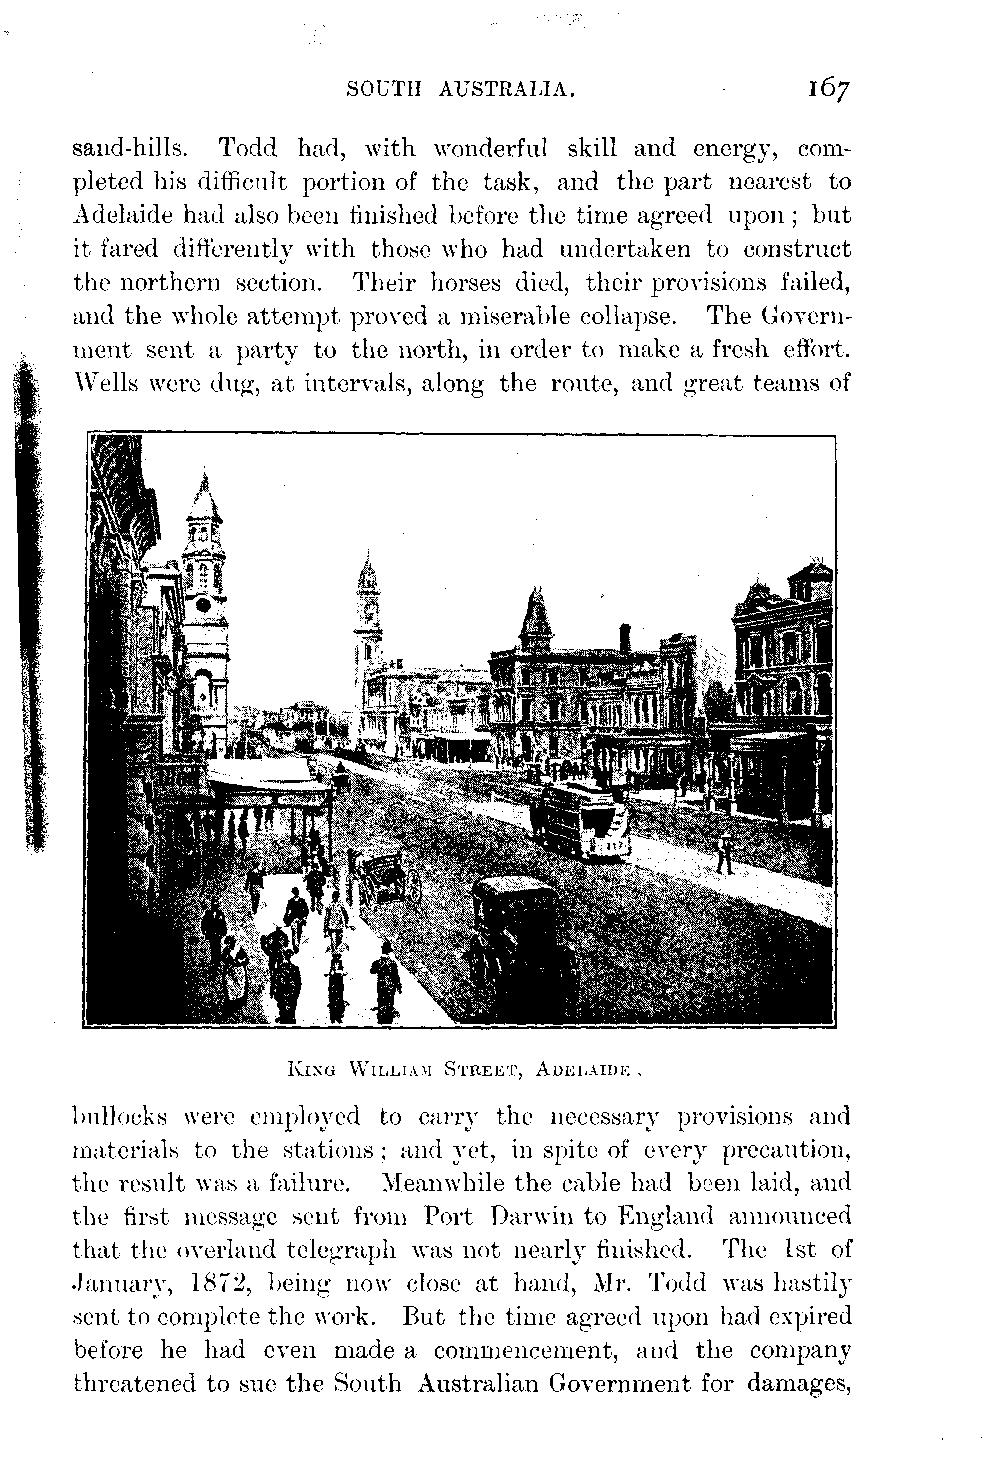 SOUTH AUSTRALIA. 167
sand-hills. Todd had, with wonderful skill and energy, com-
pleted his difficult portion of the task, and the part nearest to
Adelaide had also been finished before the time agreed upon; but
it fared differently with those who had undertaken to construct
the northern section. Their horses died, their provisions failed,
and the whole attempt proved a miserable collapse. The Govern-
ment sent a party to the north, in order to make a fresh effort.
Wells were dug, at intervals, along the route, and great teams of
117
KING WILLIAM STREET, ADELAIDE.
bullocks were employed to carry the necessary provisions and
materials to the stations; and yet, in spite of every precaution,
the result was a failure. Meanwhile the cable had been laid, and
the first message sent from Port Darwin to England announced
that the overland telegraph was not nearly finished. The 1st of
January, 1872, being now close at hand, Mr. Todd was hastily
sent to complete the work. But the time agreed upon had expired
before he had even made a commencement, and the company
threatened to sue the South Australian Government for damages,